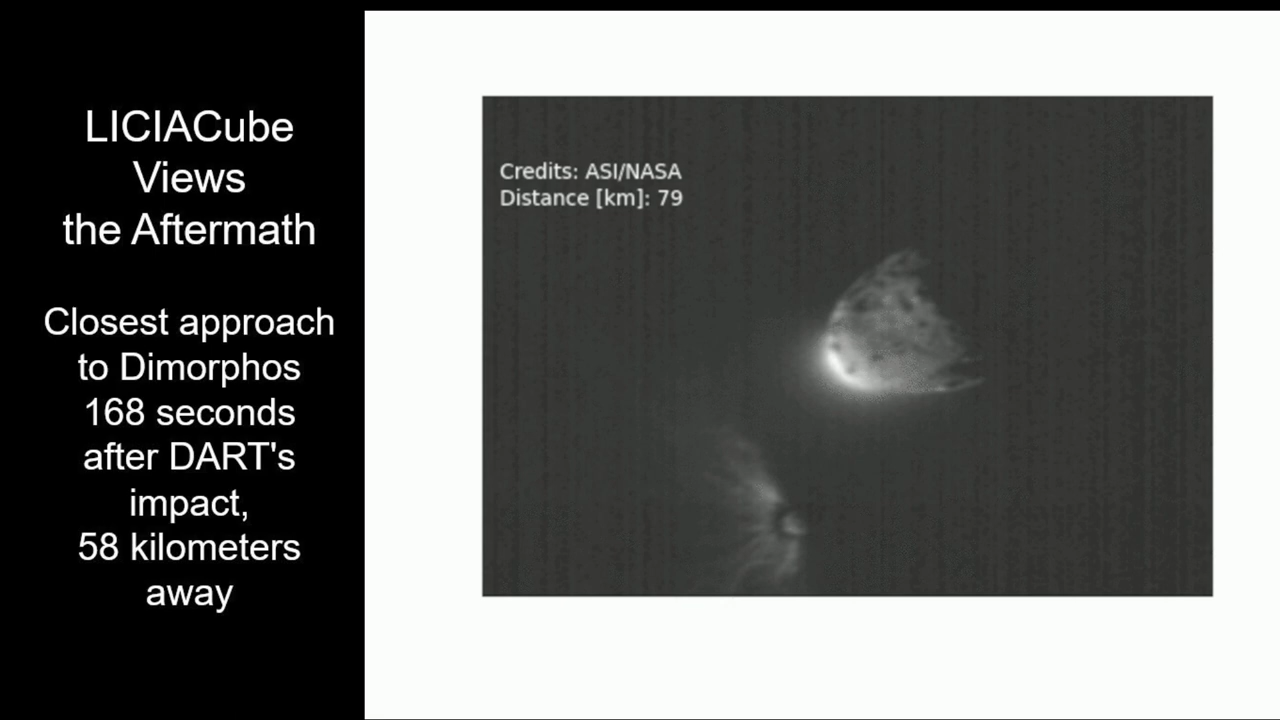 LICIACube
Views
the Aftermath
Closest approach
to Dimorphos
168 seconds
after DART's
impact,
58 kilometers
away
Credits: ASI/NASA
Distance [km]: 79